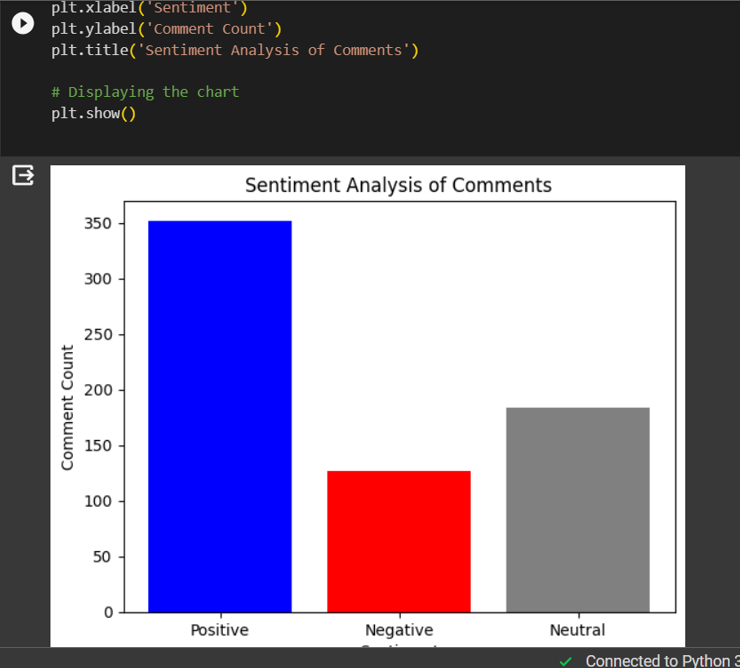 plt.xlabel('Sentiment')
plt.ylabel('Comment Count')
plt.title('Sentiment Analysis of Comments')
# Displaying the chart
plt.show()
Sentiment Analysis of Comments
350
300
250
200
150
100
50
0
Comment Count
Positive Negative Neutral
Connected to Python 3